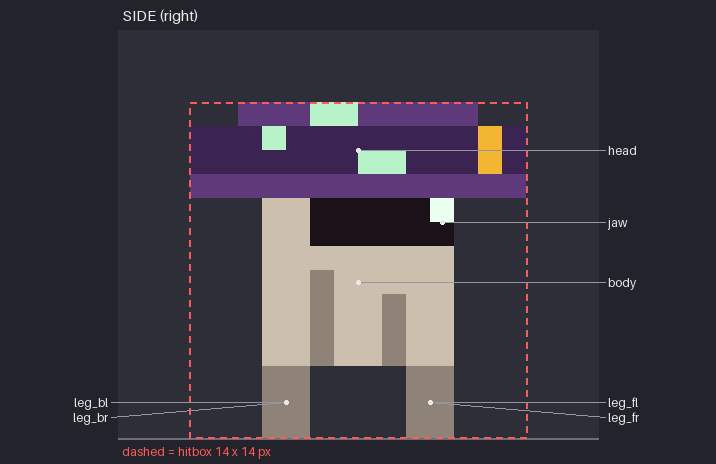 SIDE (right)
head
jaw
body
leg_bl
leg_fl
leg_br
leg_fr
dashed = hitbox 14 x 14 px